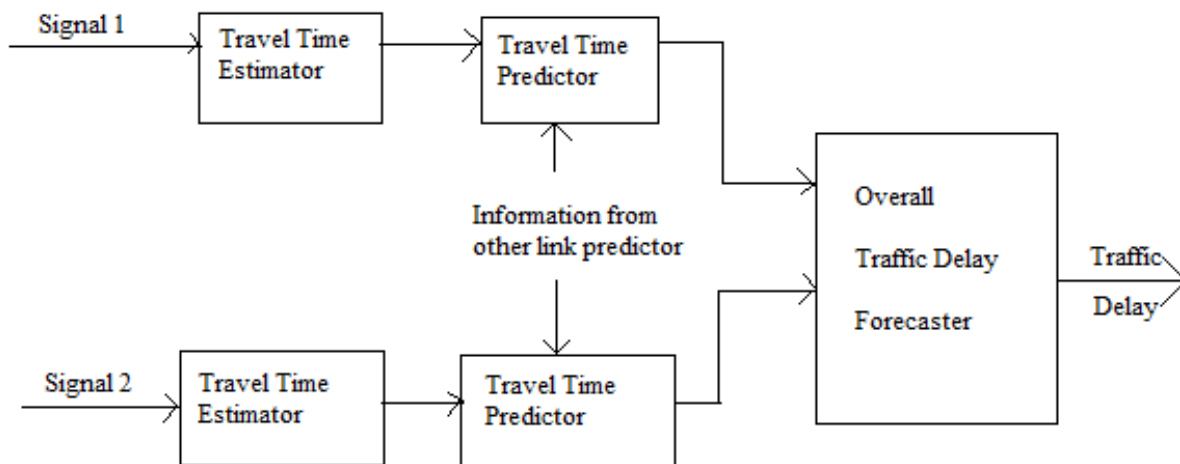 Signal 1
Travel Time
Estimator
Travel Time
Predictor
Information from
other link predictor
Overall
Traffic Delay
Forecaster
Traffic
Delay
Signal 2
Travel Time
Estimator
Travel Time
Predictor